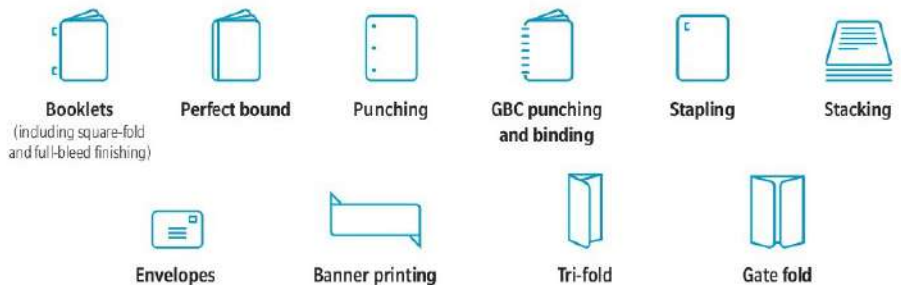 Booklets
(including square-fold
and full-bleed finishing)
Perfect bound
Punching
GBC punching
and binding
Stapling
Stacking
Envelopes
Banner printing
Tri-fold
Gate fold